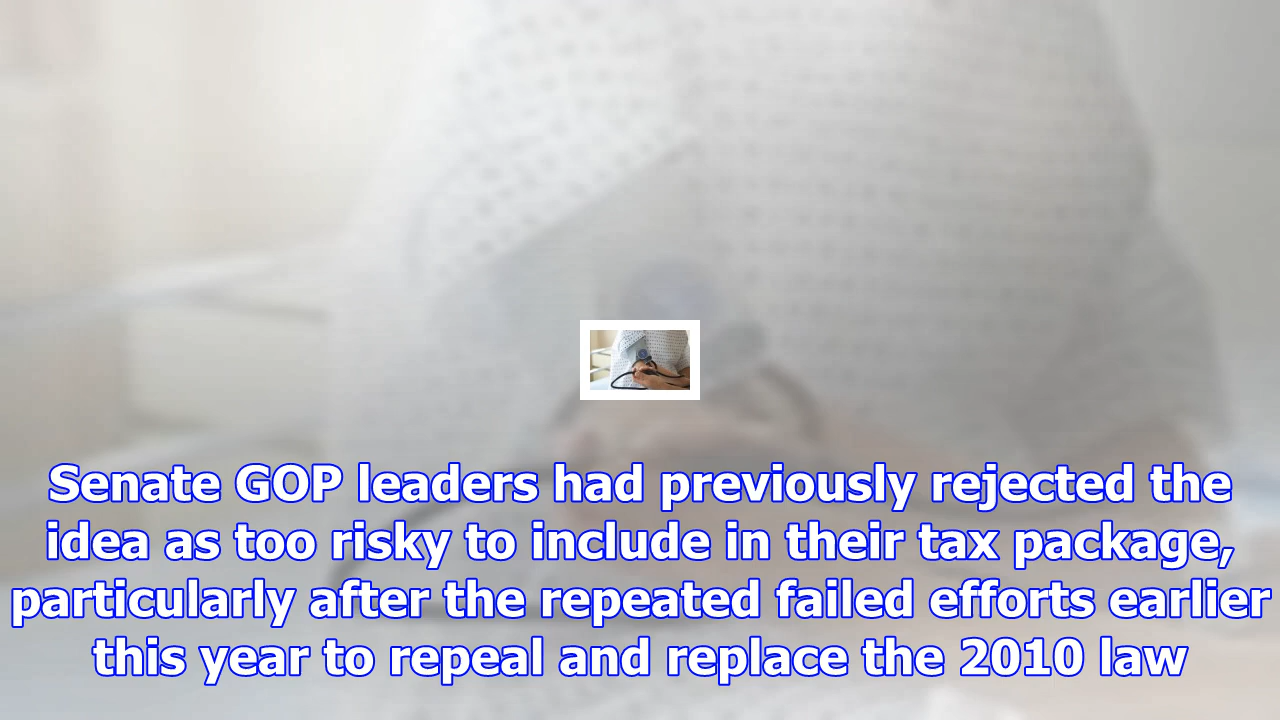 Senate GOP leaders had previously rejected the
idea as too risky to include in their tax package,
particularly after the repeated failed efforts earlier
this year to repeal and replace the 2010 law